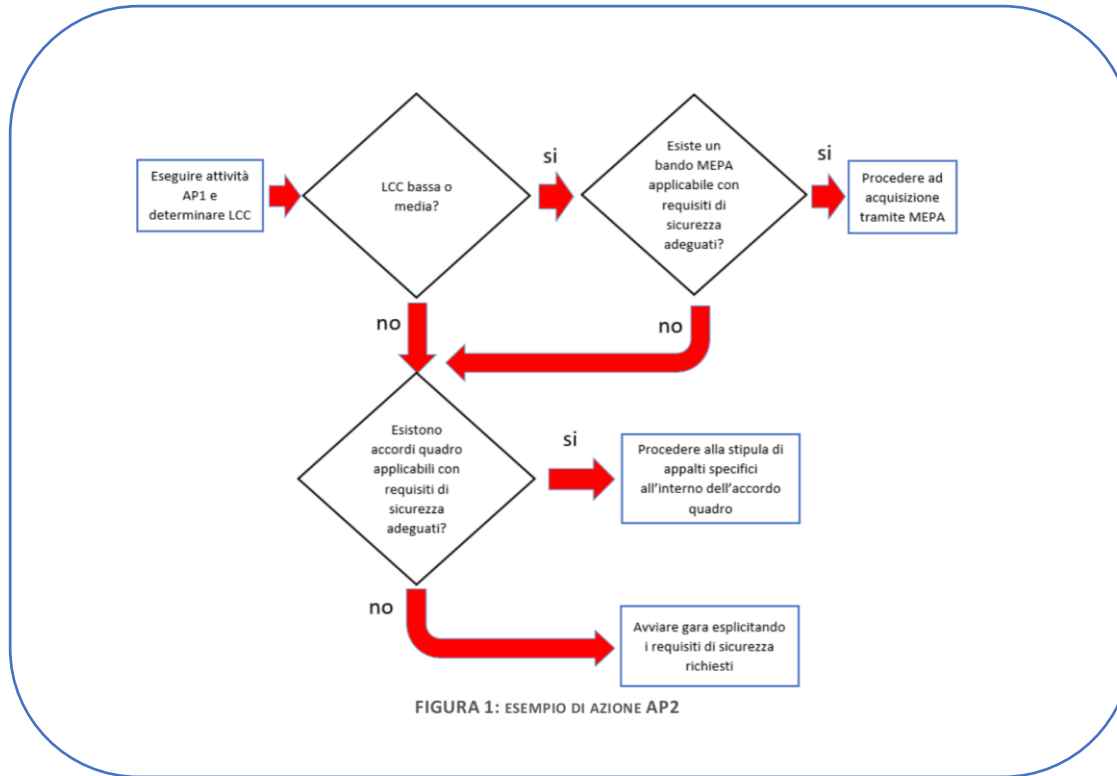 Eseguire attività
AP1 e
determinare LCC
LCC bassa o
media?
si
Esiste un
bando MEPA
applicabile con
requisiti di
sicurezza
adeguati?
si
Procedere ad
acquisizione
tramite MEPA
no
no
Esistono
accordi quadro
applicabili con
requisiti di
sicurezza
adeguati?
si
Procedere alla stipula di
appalti specifici
all'interno dell'accordo
quadro
no
Avviare gara esplicitando
i requisiti di sicurezza
richiesti
FIGURA 1: ESEMPIO DI AZIONE AP2